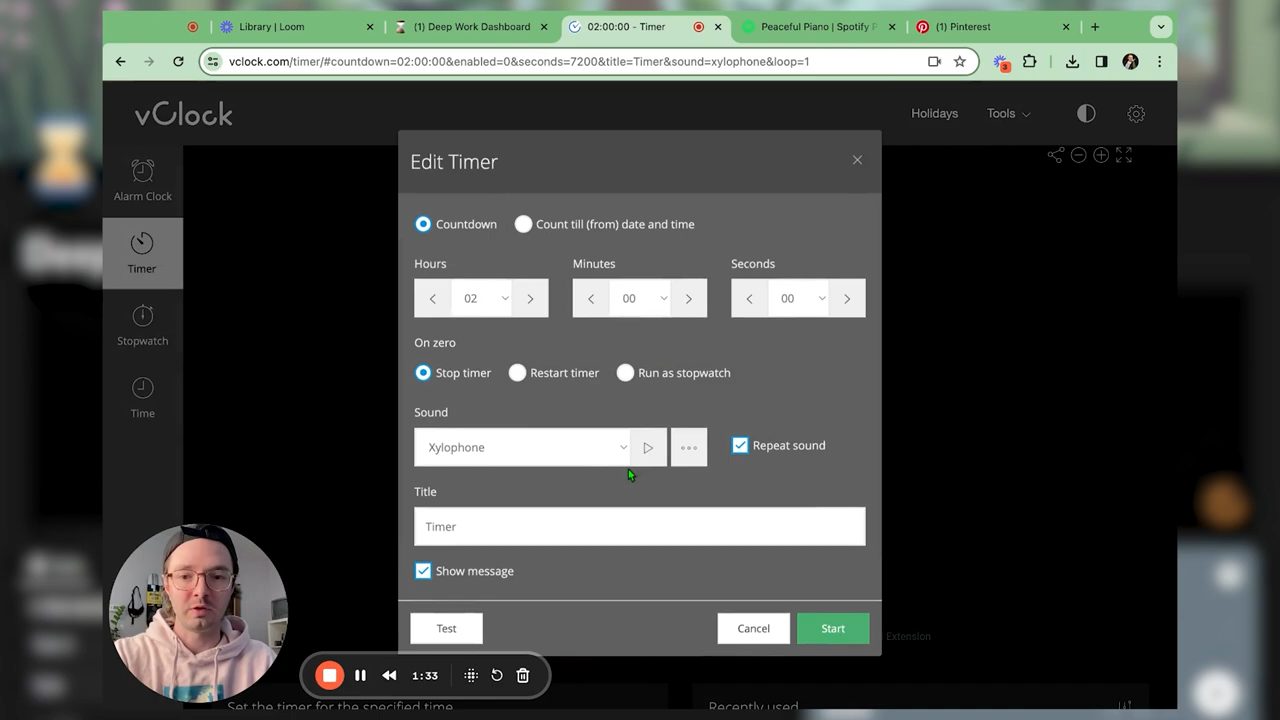 Library | Loom
(1) Deep Work Dashboard
02:00:00 - Timer
Peaceful Piano | Spotify P
(1) Pinterest
vclock.com/timer/#countdown=02:00:00&enabled=0&seconds=7200&title=Timer&sound=xylophone&loop=1
3
vClock
Holidays
Tools
Alarm Clock
Timer
Stopwatch
Time
Edit Timer
Countdown
Count till (from) date and time
Hours
Minutes
Seconds
02
00
00
On zero
Stop timer
Restart timer
Run as stopwatch
Sound
Xylophone
Repeat sound
Title
Timer
Show message
Test
Cancel
Start
Extension
1:33
Set the timer for the specified time
Recently used